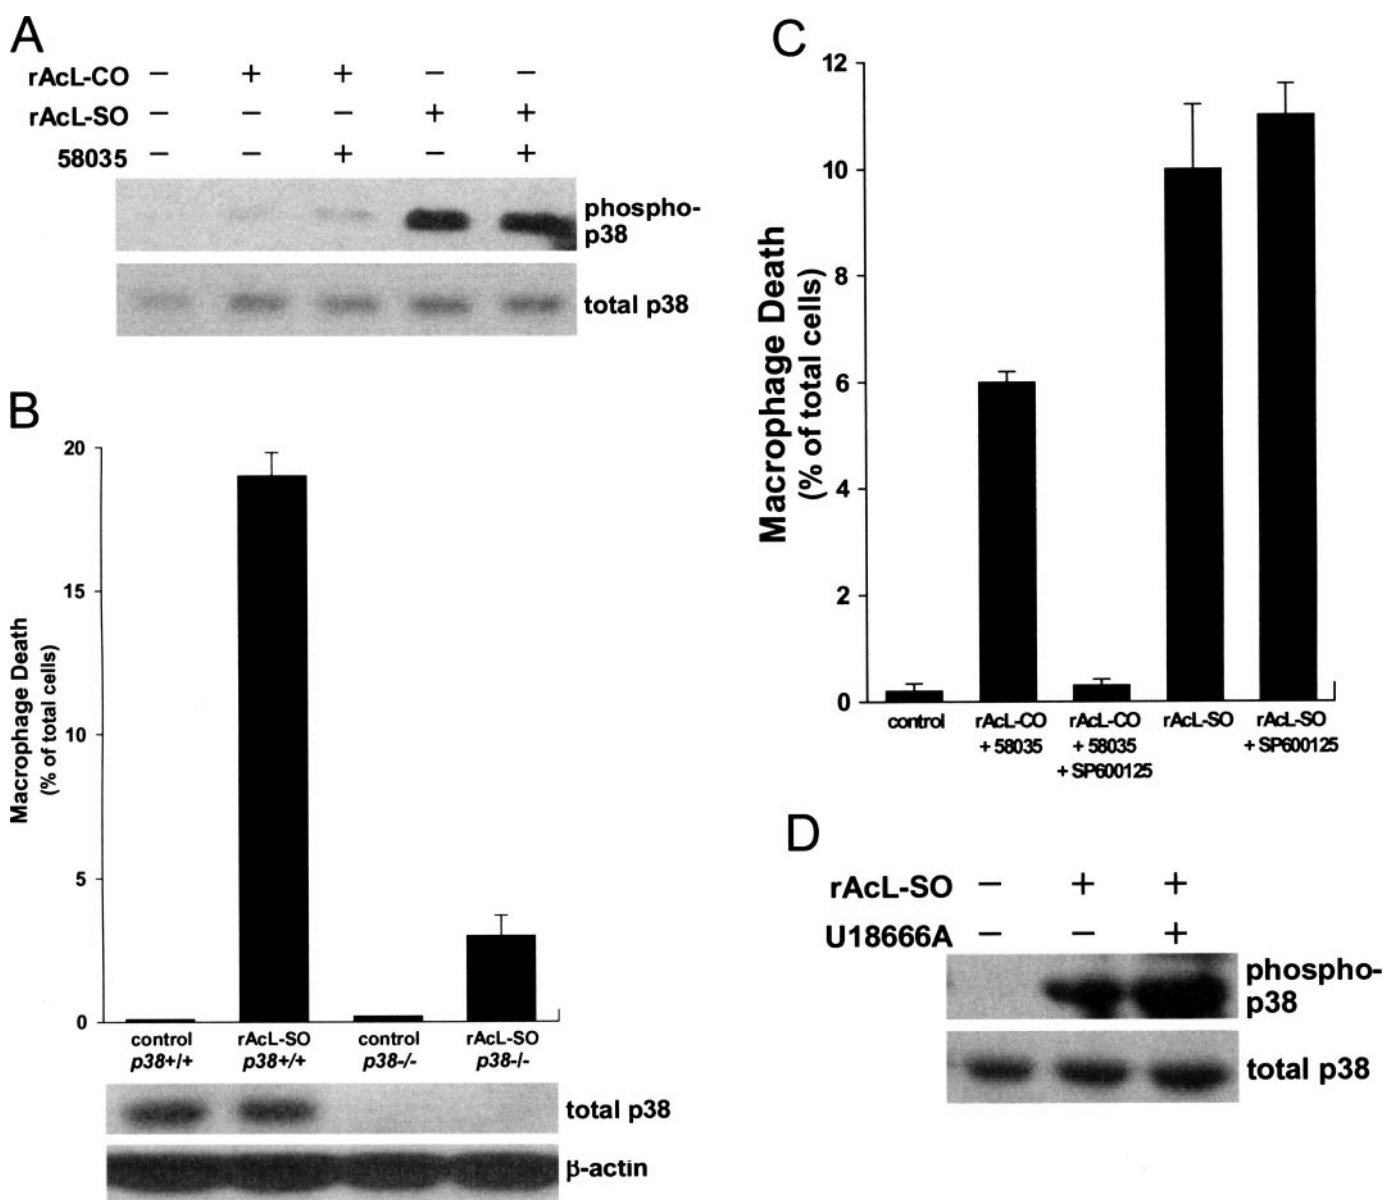 A
rAcL-CO − + + − −
rAcL-SO − − − + +
58035 − − + − +
phospho-
p38
total p38
B
Macrophage Death
(% of total cells)
20
15
10
5
0
control rAcL-SO control rAcL-SO
p38+/+ p38+/+ p38-/- p38-/-
total p38
β-actin
C
Macrophage Death
(% of total cells)
12
10
8
6
4
2
0
control rAcL-CO rAcL-CO rAcL-SO rAcL-SO
+ 58035 + 58035 + SP600125
+ SP600125
D
rAcL-SO − + +
U18666A − − +
phospho-
p38
total p38